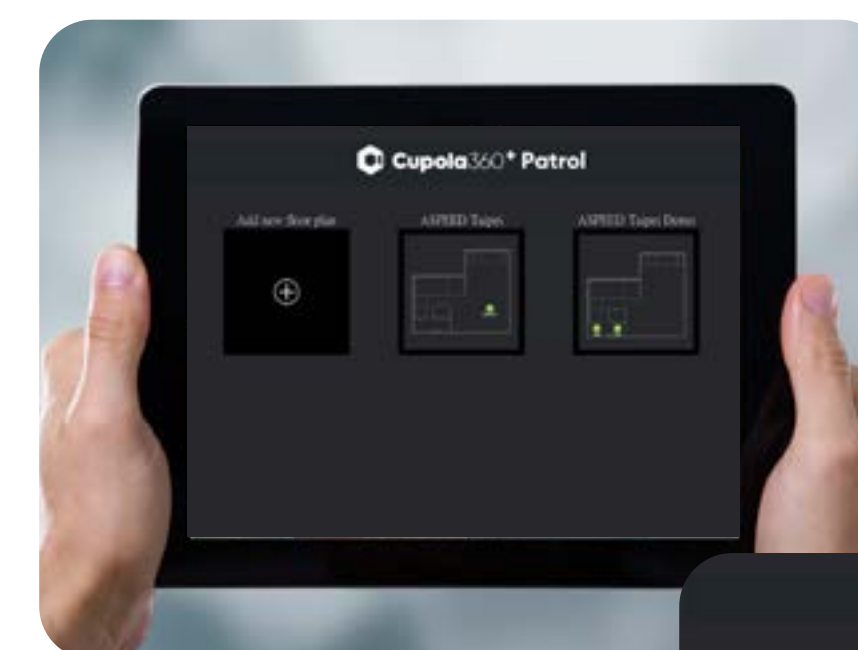 Cupola360+ Patrol
Add new floor plan
ASPEED Taipei
ASPEED Taipei Demo